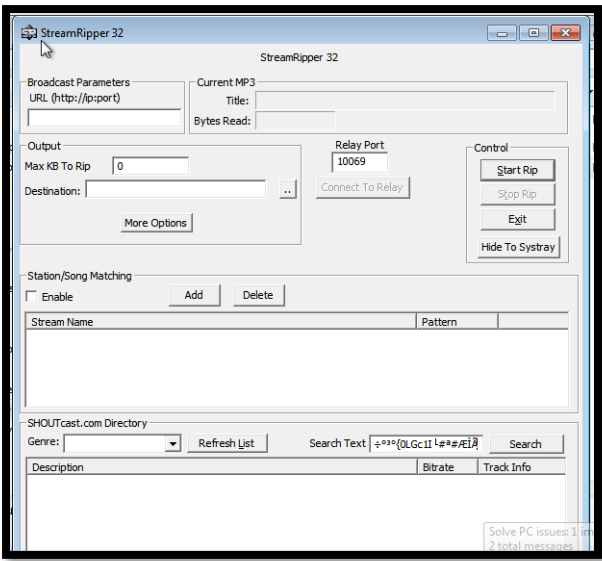 StreamRipper 32
StreamRipper 32
Broadcast Parameters
URL (http://ip:port)
Current MP3
Title:
Bytes Read:
Output
Max KB To Rip 0
Destination: ..
More Options
Relay Port
10069
Connect To Relay
Control
Start Rip
Stop Rip
Exit
Hide To Systray
Station/Song Matching
Enable Add Delete
Stream Name Pattern
SHOUTcast.com Directory
Genre: Refresh List Search Text Search
Description Bitrate Track Info
Solve PC issues: 1 im
2 total messages